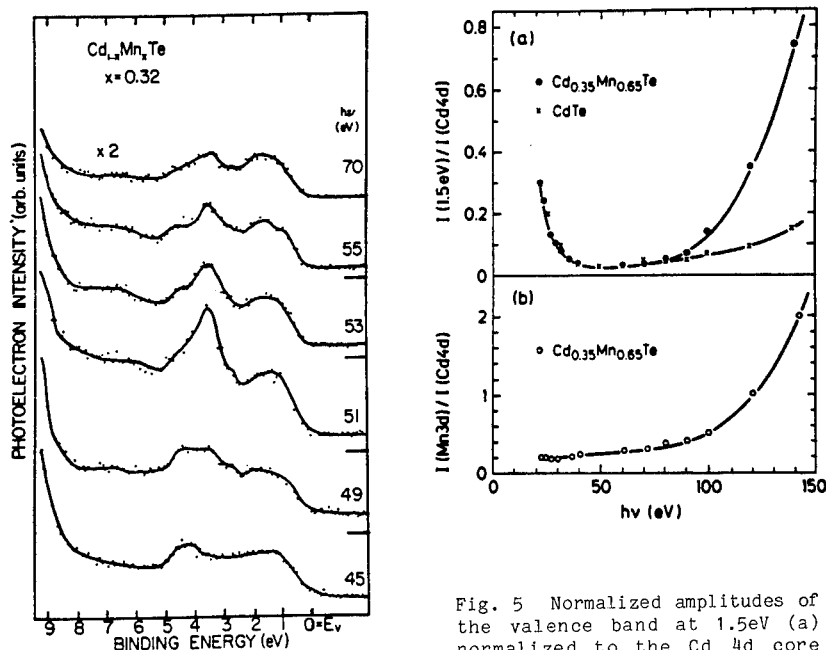 Cd₁₋ₓMnₓTe
x = 0.32
hν
(eV)
x 2
70
55
53
51
49
45
PHOTOELECTRON INTENSITY (arb. units)
9 8 7 6 5 4 3 2 1 0=Eᵥ
BINDING ENERGY (eV)
(a)
● Cd0.35Mn0.65Te
x CdTe
I (1.5eV) / I (Cd4d)
0.8
0.6
0.4
0.2
0
(b)
○ Cd0.35Mn0.65Te
I (Mn3d) / I (Cd4d)
2
1
0
0 50 100 150
hν (eV)
Fig. 5 Normalized amplitudes of
the valence band at 1.5eV (a)
normalized to the Cd 4d core